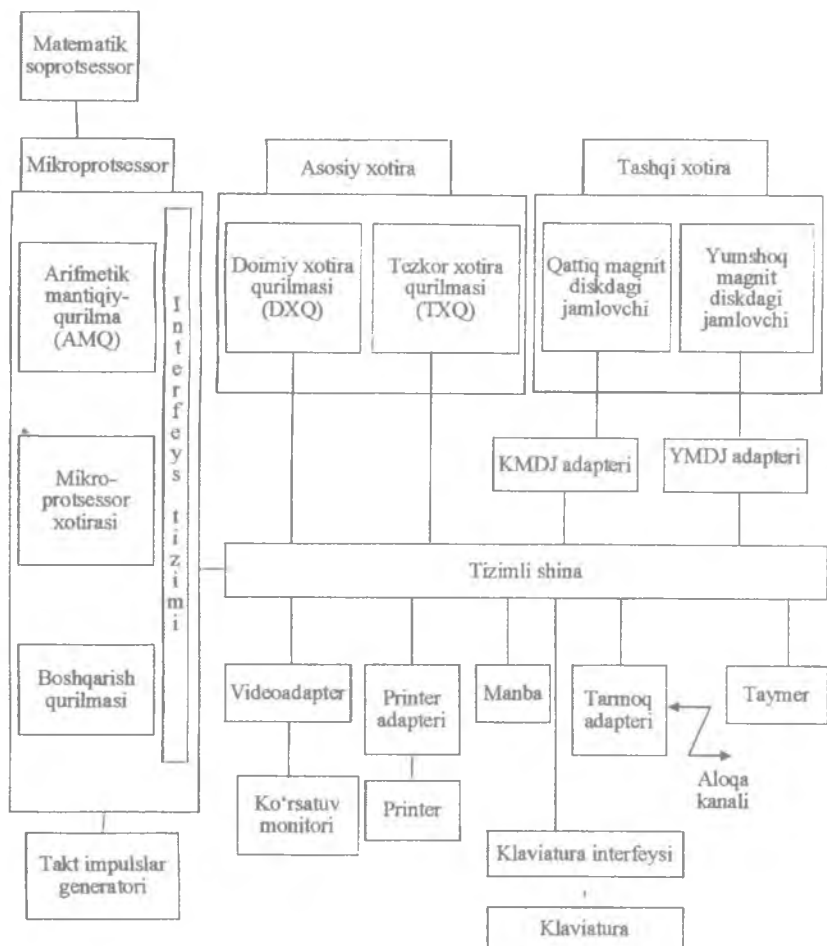 Matematik
soprotsessor
Mikroprotsessor
Asosiy xotira
Tashqi xotira
Arifmetik
mantiqiy-
qurilma
(AMQ)
Mikro-
protsessor
xotirasi
Boshqarish
qurilmasi
Interfeys tizimi
Doimiy xotira
qurilmasi
(DXQ)
Tezkor xotira
qurilmasi
(TXQ)
Qattiq magnit
diskdagi
jamlovchi
Yumshoq
magnit
diskdagi
jamlovchi
KMDJ adapteri
YMDJ adapteri
Tizimli shina
Videoadapter
Printer
adapteri
Manba
Tarmoq
adapteri
Taymer
Aloqa
kanali
Ko‘rsatuv
monitori
Printer
Klaviatura interfeysi
Klaviatura
Takt impulslar
generatori